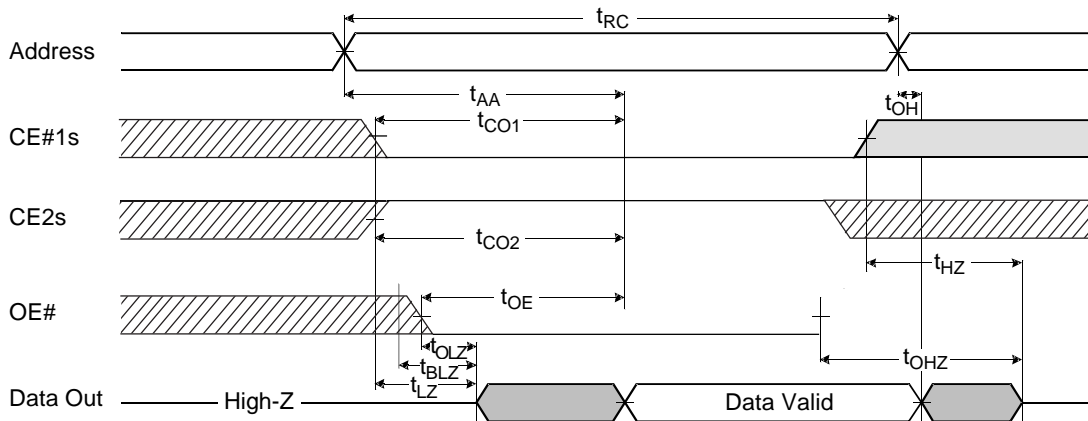 tRC
Address
tAA
tOH
CE#1s
tCO1
CE2s
tCO2
tHZ
OE#
tOE
tOLZ
tOHZ
tBLZ
tLZ
Data Out
High-Z
Data Valid